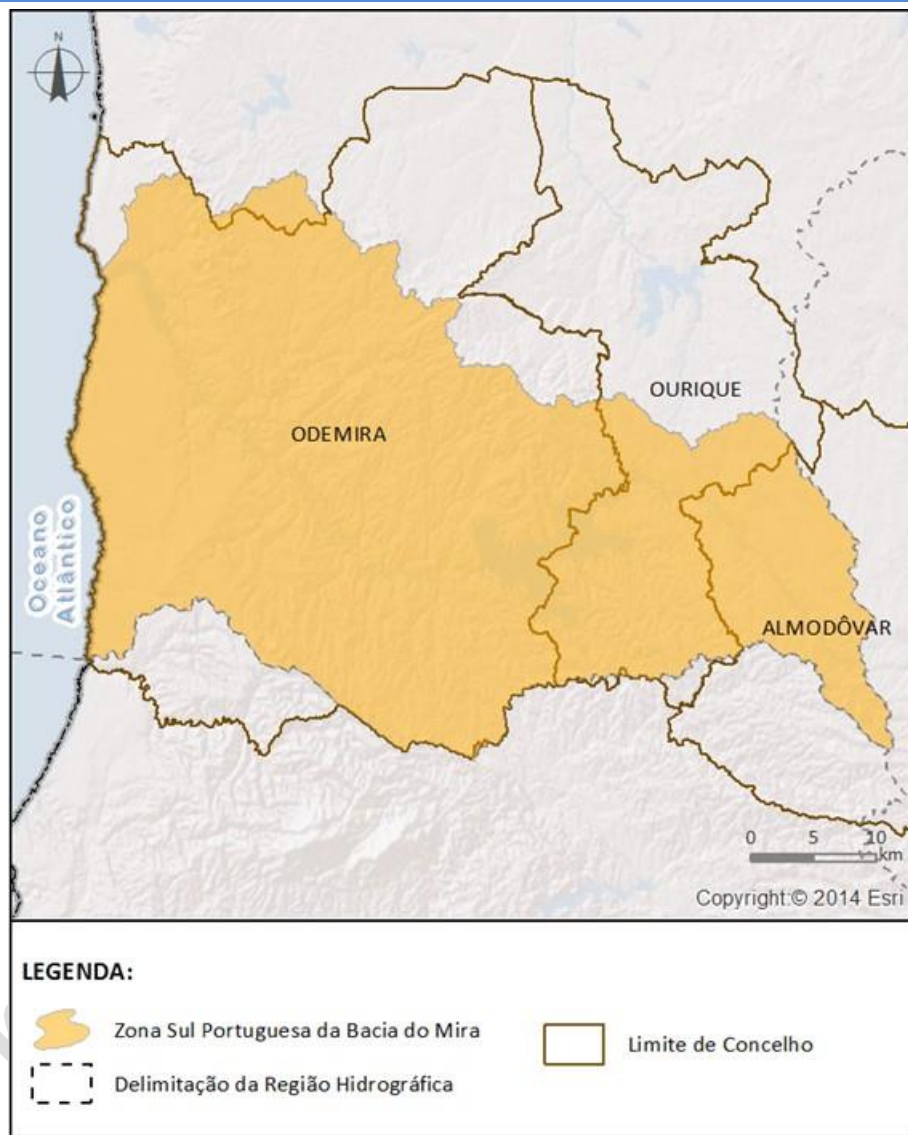 N
OURIQUE
ODEMIRA
Oceano
Atlântico
ALMODÔVAR
0 5 10
km
Copyright:© 2014 Esri
LEGENDA:
Zona Sul Portuguesa da Bacia do Mira
Limite de Concelho
Delimitação da Região Hidrográfica